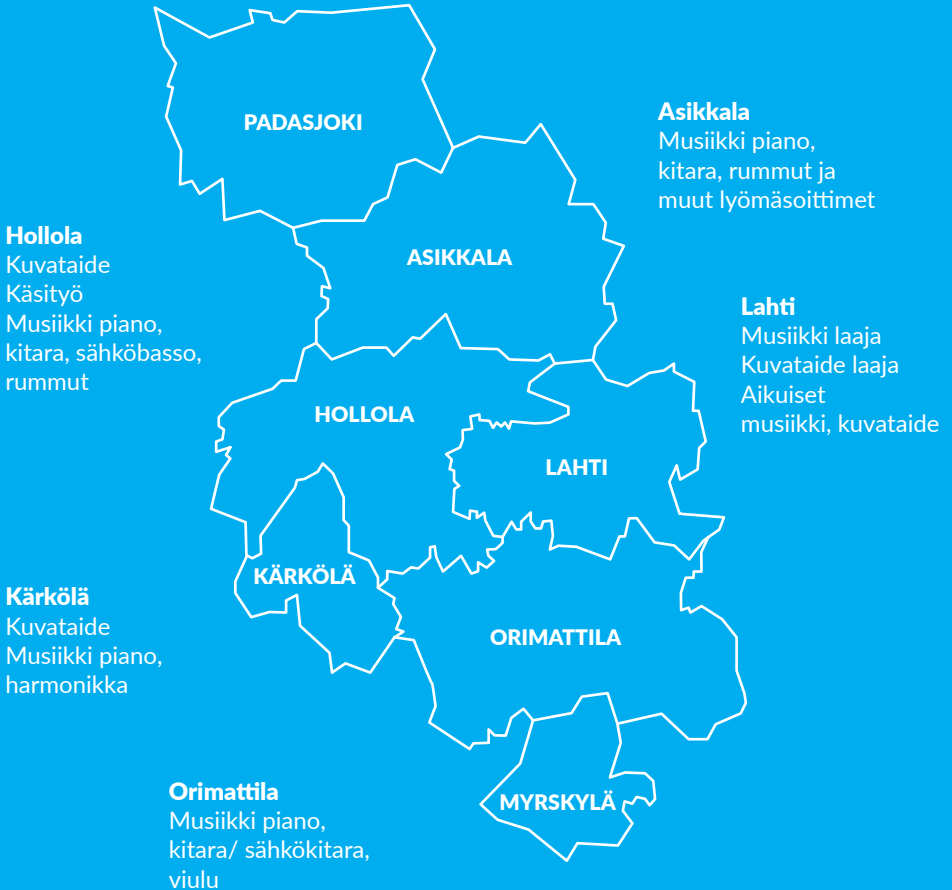 PADASJOKI
Asikkala
Musiikki piano,
kitara, rummut ja
muut lyömäsoittimet
Hollola
Kuvataide
Käsityö
Musiikki piano,
kitara, sähköbasso,
rummut
ASIKKALA
Lahti
Musiikki laaja
Kuvataide laaja
Aikuiset
musiikki, kuvataide
HOLLOLA
LAHTI
KÄRKÖLÄ
Kärkölä
Kuvataide
Musiikki piano,
harmonikka
ORIMATTILA
Orimattila
Musiikki piano,
kitara/ sähkökitara,
viulu
MYRSKYLÄ